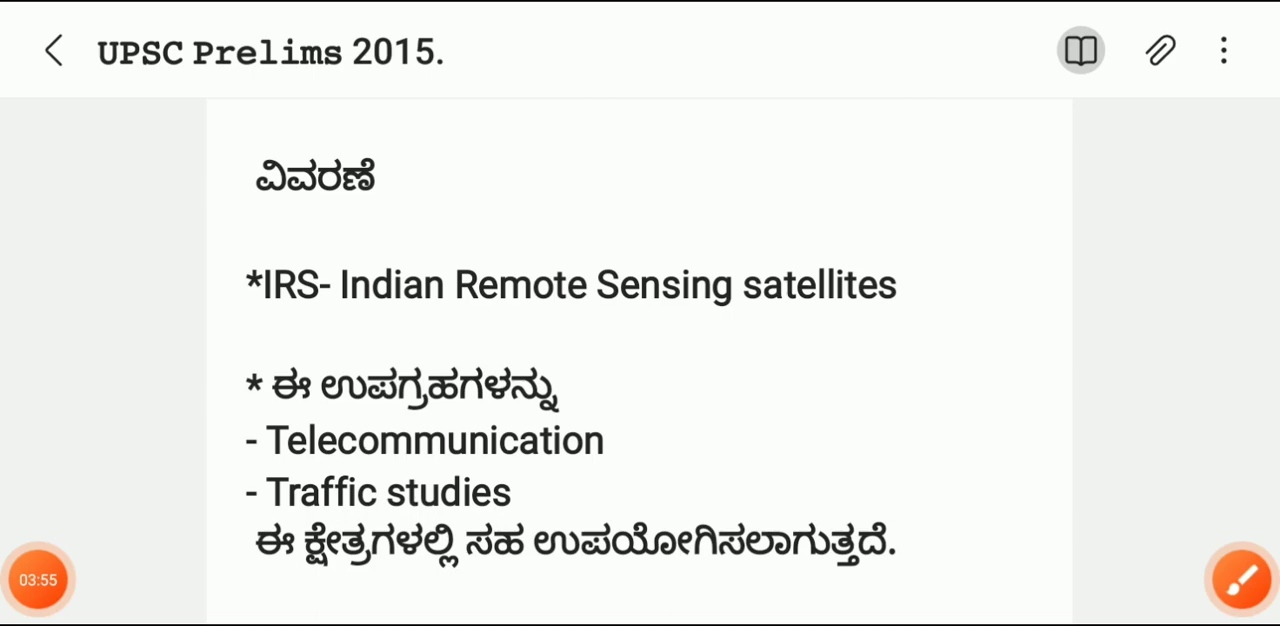 UPSC Prelims 2015.
ವಿವರಣೆ
*IRS- Indian Remote Sensing satellites
* ಈ ಉಪಗ್ರಹಗಳನ್ನು
- Telecommunication
- Traffic studies
ಈ ಕ್ಷೇತ್ರಗಳಲ್ಲಿ ಸಹ ಉಪಯೋಗಿಸಲಾಗುತ್ತದೆ.
03:55